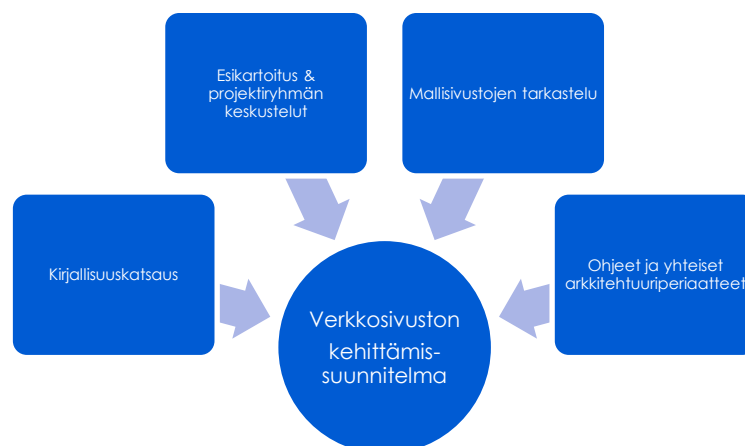 Esikartoitus &
projektiryhmän
keskustelut
Mallisivustojen tarkastelu
Kirjallisuuskatsaus
Ohjeet ja yhteiset
arkkitehtuuriperiaatteet
Verkkosivuston
kehittämis-
suunnitelma